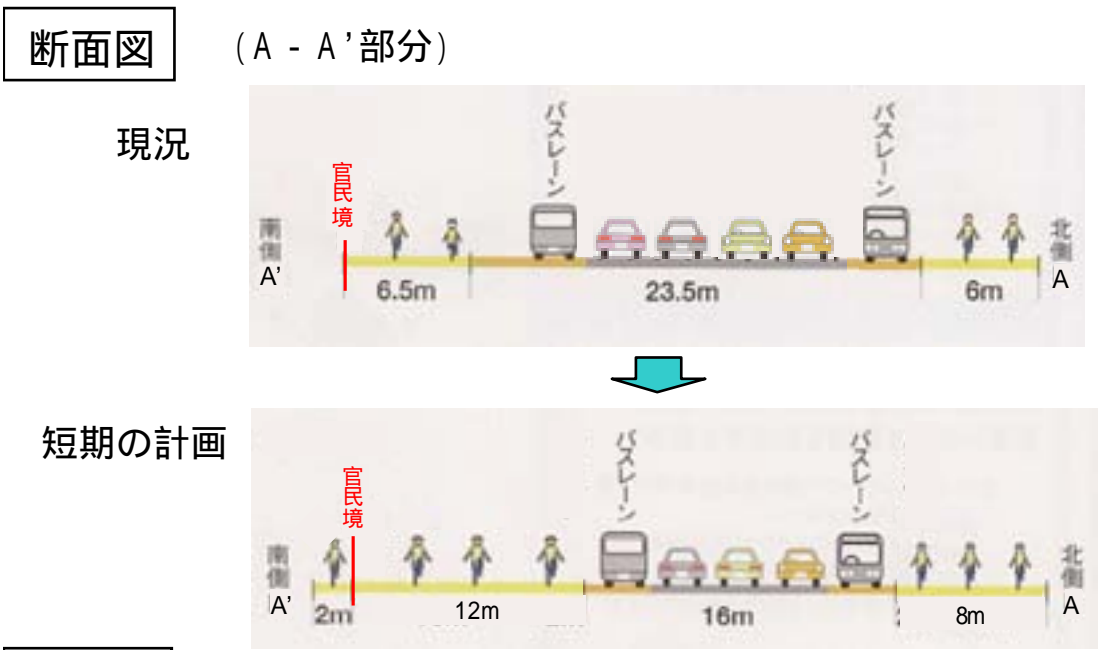 断面図
(A - A'部分)
現況
バスレーン
バスレーン
官民境
南側
A'
北側
A
6.5m
23.5m
6m
短期の計画
バスレーン
バスレーン
官民境
南側
A'
北側
A
2m
12m
16m
8m